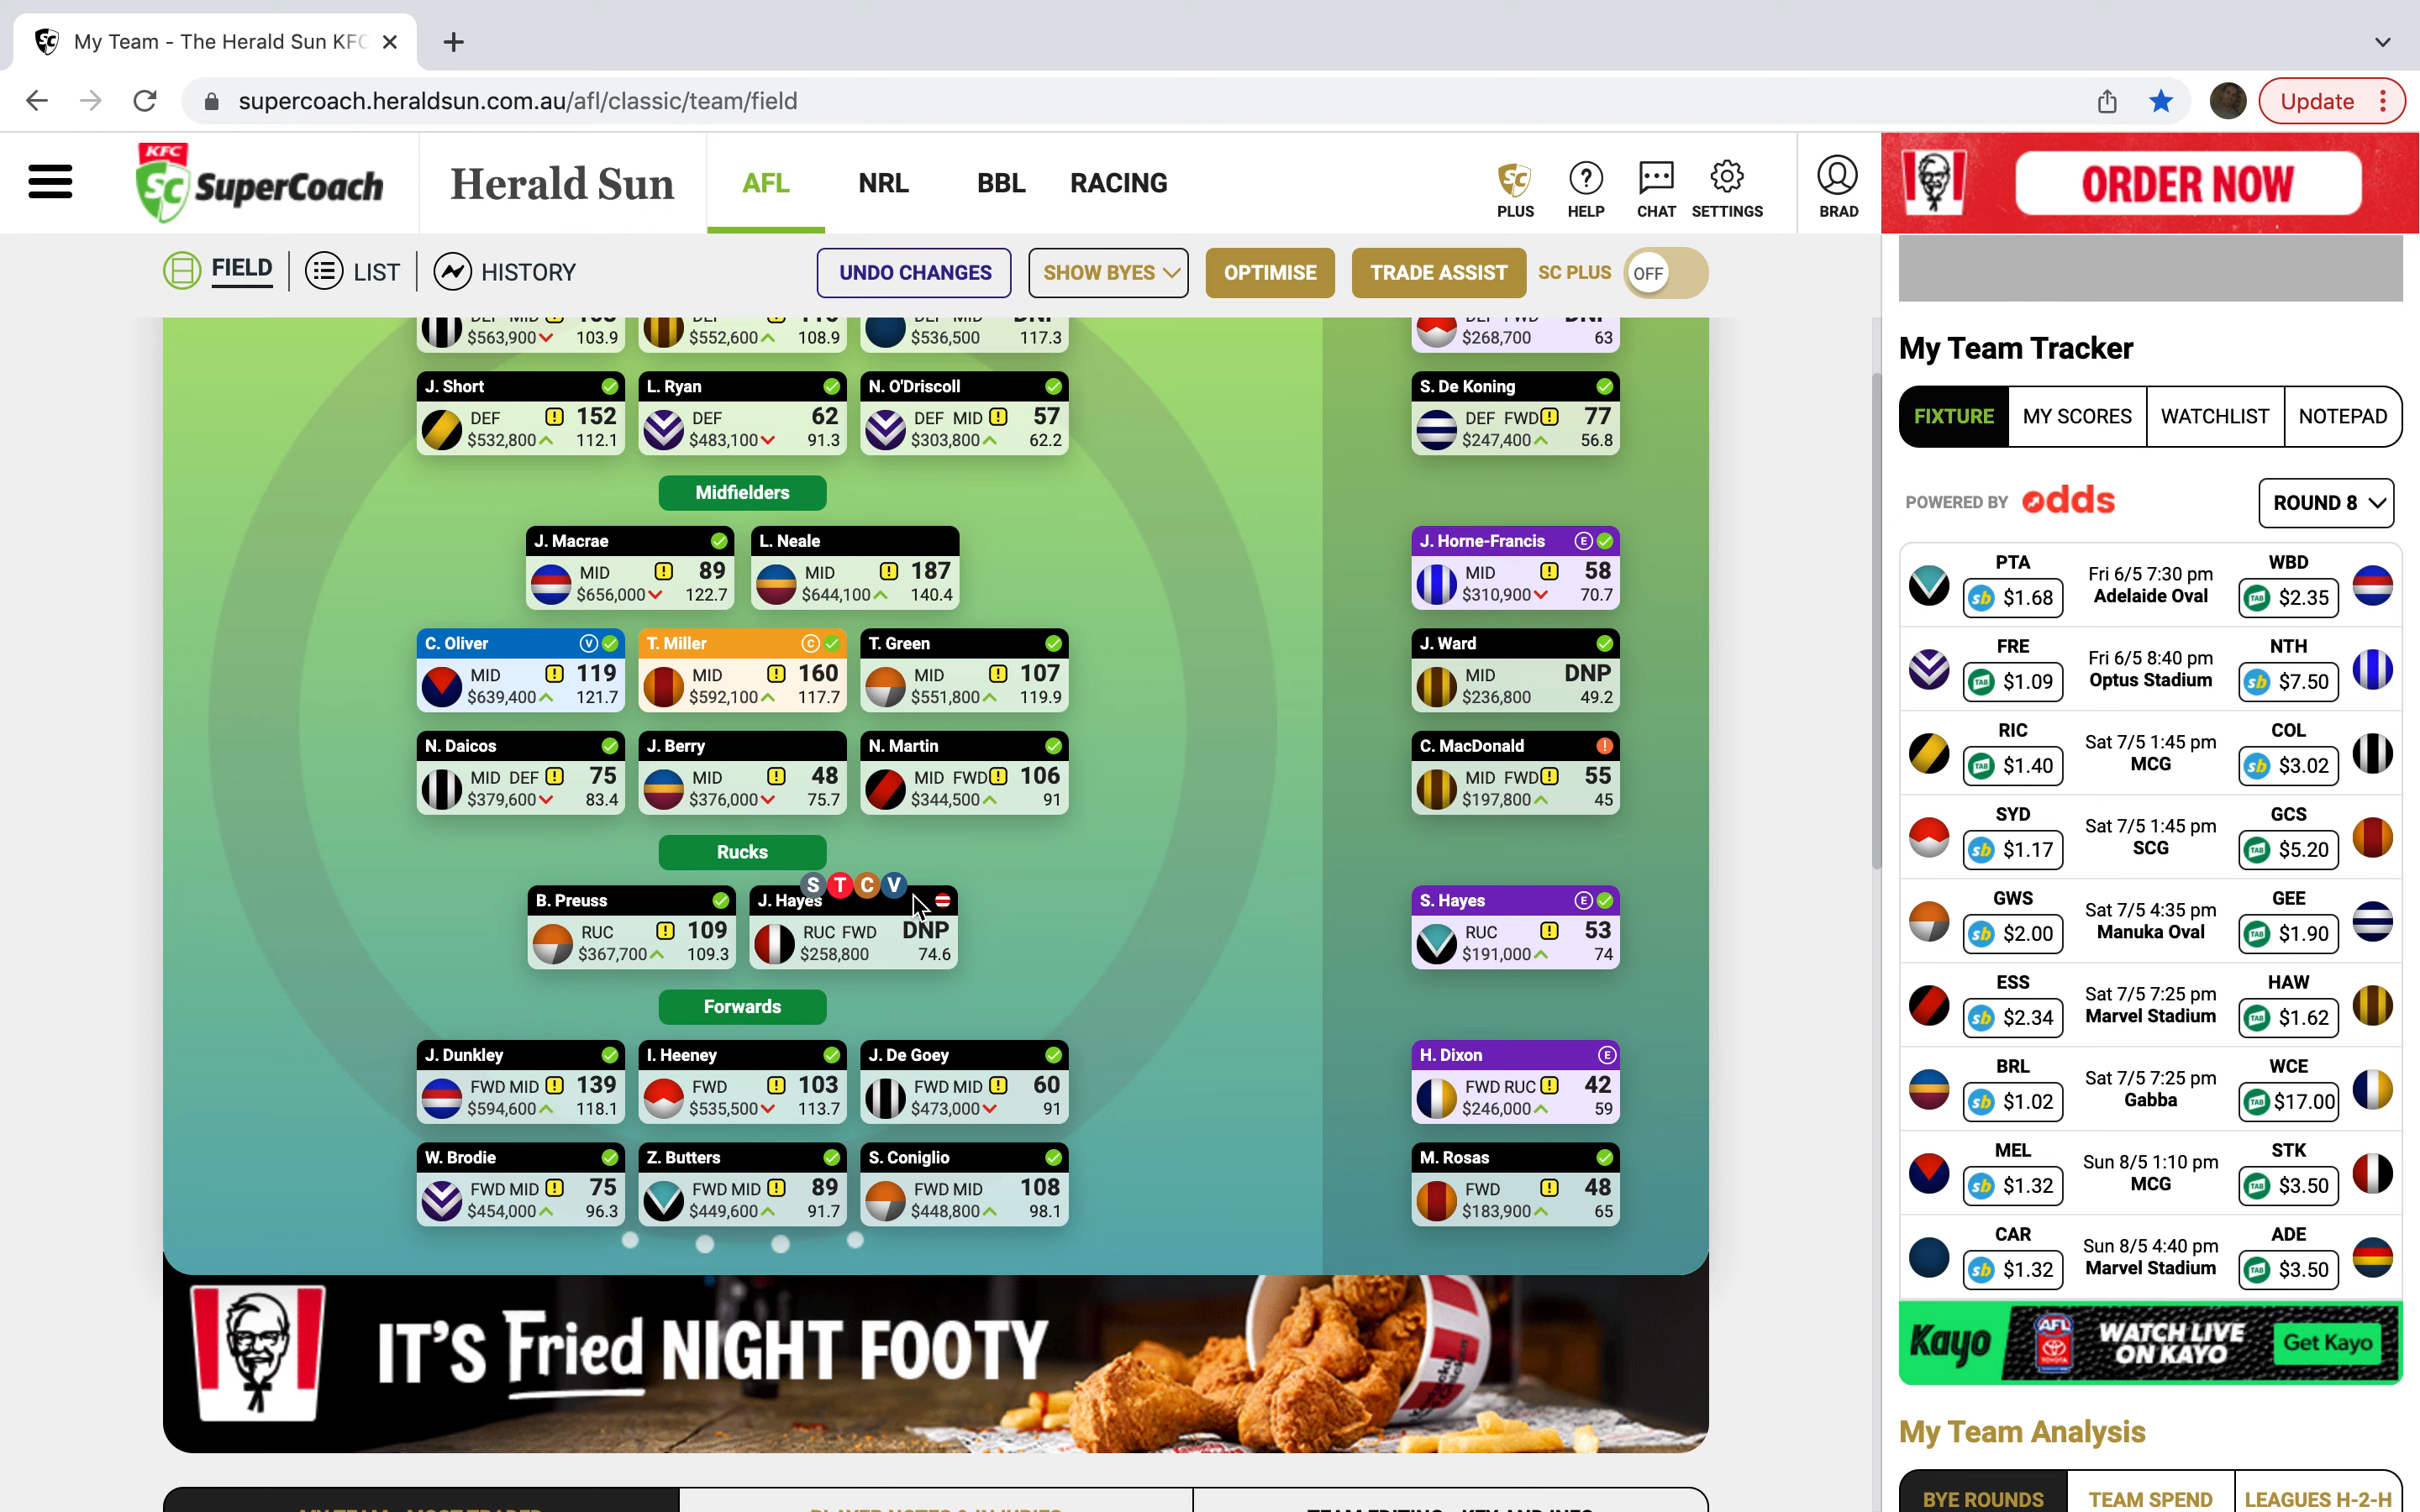 My Team - The Herald Sun KFC
supercoach.heraldsun.com.au/afl/classic/team/field
Update
KFC
SC SuperCoach
Herald Sun
AFL
NRL
BBL
RACING
PLUS
HELP
CHAT
SETTINGS
BRAD
ORDER NOW
FIELD
LIST
HISTORY
UNDO CHANGES
SHOW BYES
OPTIMISE
TRADE ASSIST
SC PLUS
OFF
$563,900 103.9
$552,600 108.9
$536,500 117.3
$268,700 63
J. Short
DEF 152
$532,800 112.1
L. Ryan
DEF 62
$483,100 91.3
N. O'Driscoll
DEF MID 57
$303,800 62.2
S. De Koning
DEF FWD 77
$247,400 56.8
Midfielders
J. Macrae
MID 89
$656,000 122.7
L. Neale
MID 187
$644,100 140.4
J. Horne-Francis E
MID 58
$310,900 70.7
C. Oliver V
MID 119
$639,400 121.7
T. Miller C
MID 160
$592,100 117.7
T. Green
MID 107
$551,800 119.9
J. Ward
MID DNP
$236,800 49.2
N. Daicos
MID DEF 75
$379,600 83.4
J. Berry
MID 48
$376,000 75.7
N. Martin
MID FWD 106
$344,500 91
C. MacDonald
MID FWD 55
$197,800 45
Rucks
B. Preuss
RUC 109
$367,700 109.3
S T C V
J. Hayes
RUC FWD DNP
$258,800 74.6
S. Hayes E
RUC 53
$191,000 74
Forwards
J. Dunkley
FWD MID 139
$594,600 118.1
I. Heeney
FWD 103
$535,500 113.7
J. De Goey
FWD MID 60
$473,000 91
H. Dixon E
FWD RUC 42
$246,000 59
W. Brodie
FWD MID 75
$454,000 96.3
Z. Butters
FWD MID 89
$449,600 91.7
S. Coniglio
FWD MID 108
$448,800 98.1
M. Rosas
FWD 48
$183,900 65
IT'S Fried NIGHT FOOTY
My Team Tracker
FIXTURE
MY SCORES
WATCHLIST
NOTEPAD
POWERED BY odds
ROUND 8
PTA Fri 6/5 7:30 pm WBD
sb $1.68 Adelaide Oval TAB $2.35
FRE Fri 6/5 8:40 pm NTH
TAB $1.09 Optus Stadium sb $7.50
RIC Sat 7/5 1:45 pm COL
TAB $1.40 MCG sb $3.02
SYD Sat 7/5 1:45 pm GCS
sb $1.17 SCG TAB $5.20
GWS Sat 7/5 4:35 pm GEE
sb $2.00 Manuka Oval TAB $1.90
ESS Sat 7/5 7:25 pm HAW
sb $2.34 Marvel Stadium TAB $1.62
BRL Sat 7/5 7:25 pm WCE
sb $1.02 Gabba TAB $17.00
MEL Sun 8/5 1:10 pm STK
sb $1.32 MCG TAB $3.50
CAR Sun 8/5 4:40 pm ADE
sb $1.32 Marvel Stadium TAB $3.50
Kayo
AFL
WATCH LIVE
ON KAYO
Get Kayo
My Team Analysis
BYE ROUNDS
TEAM SPEND
LEAGUES H-2-H